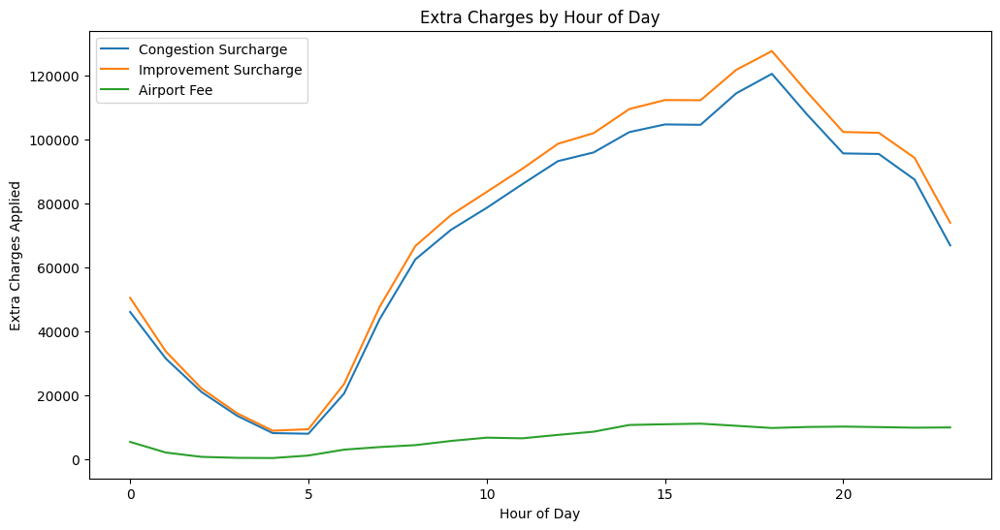 Extra Charges by Hour of Day
Congestion Surcharge
Improvement Surcharge
Airport Fee
Extra Charges Applied
120000
100000
80000
60000
40000
20000
0
0 5 10 15 20
Hour of Day